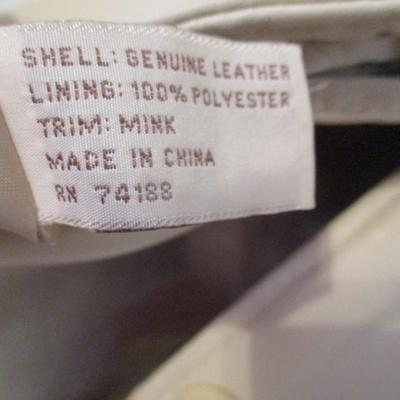 SHELL: GENUINE LEATHER
LINING: 100% POLYESTER
TRIM: MINK
MADE IN CHINA
RN 74188